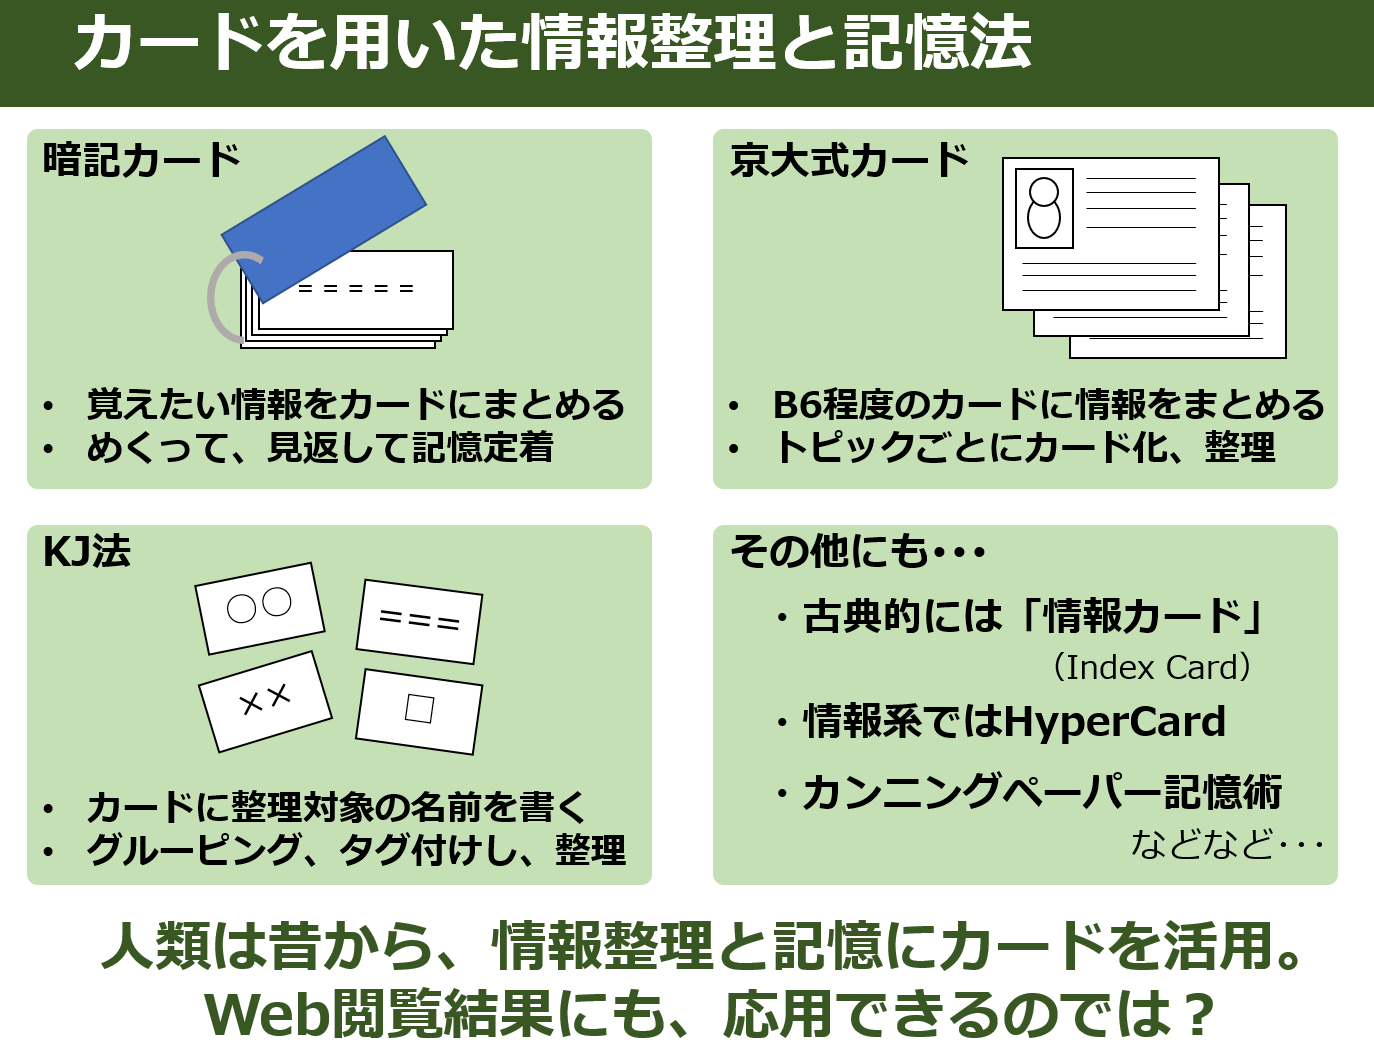 カードを用いた情報整理と記憶法
暗記カード
＝＝＝＝＝
・ 覚えたい情報をカードにまとめる
・ めくって、見返して記憶定着
京大式カード
・ B6程度のカードに情報をまとめる
・ トピックごとにカード化、整理
KJ法
〇〇
＝＝＝
××
□
・ カードに整理対象の名前を書く
・ グルーピング、タグ付けし、整理
その他にも･･･
・古典的には「情報カード」
（Index Card）
・情報系ではHyperCard
・カンニングペーパー記憶術
などなど･･･
人類は昔から、情報整理と記憶にカードを活用。
Web閲覧結果にも、応用できるのでは？